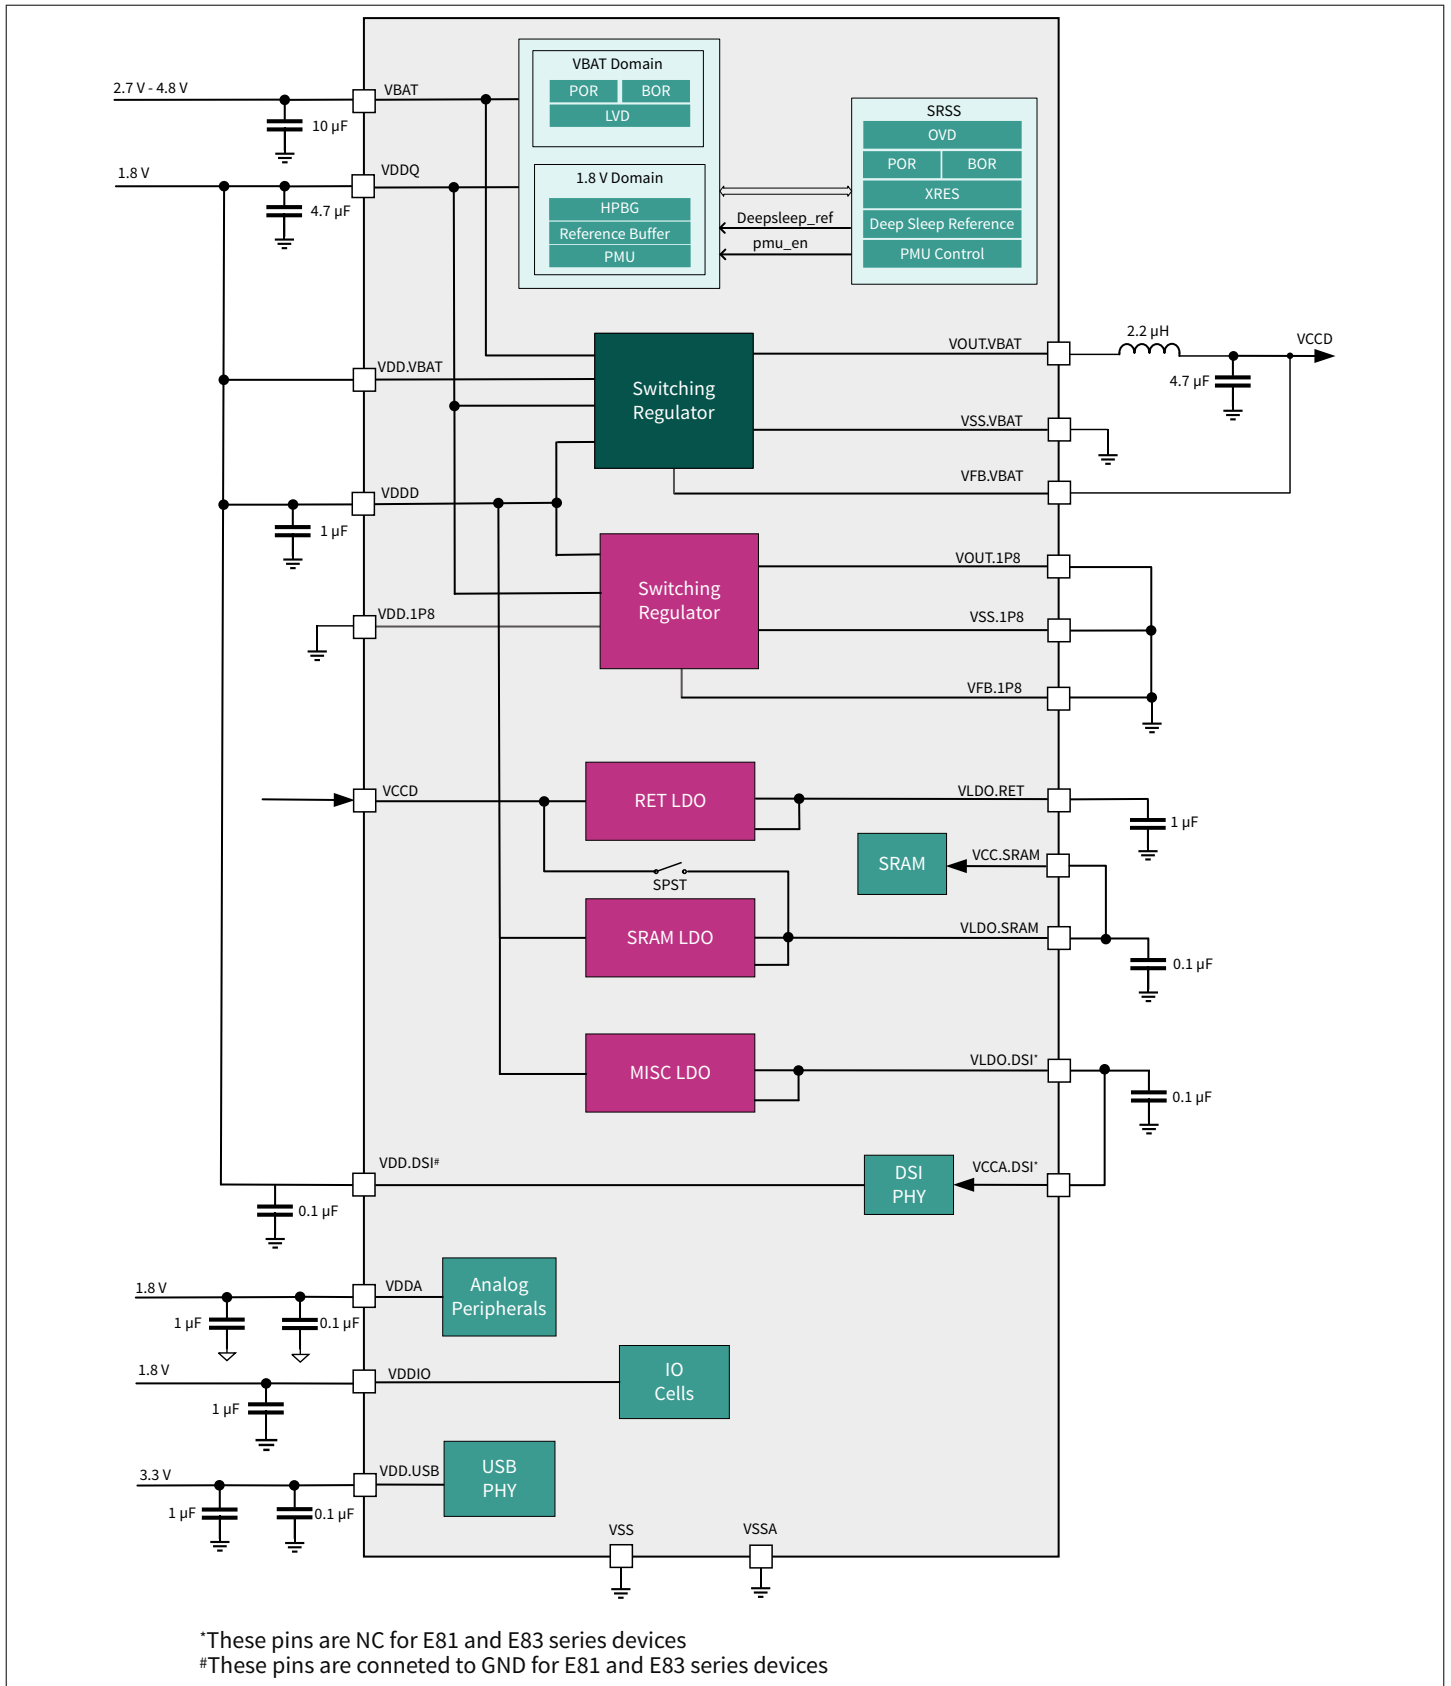 VBAT Domain
POR
BOR
LVD
2.7 V - 4.8 V
VBAT
10 µF
SRSS
OVD
POR
BOR
XRES
Deep Sleep Reference
PMU Control
1.8 V
VDDQ
4.7 µF
1.8 V Domain
HPBG
Reference Buffer
PMU
Deepsleep_ref
pmu_en
2.2 µH
VCCD
VOUT.VBAT
4.7 µF
VDD.VBAT
Switching
Regulator
VSS.VBAT
VFB.VBAT
VDDD
1 µF
VOUT.1P8
Switching
Regulator
VDD.1P8
VSS.1P8
VFB.1P8
VCCD
RET LDO
VLDO.RET
1 µF
SRAM
VCC.SRAM
SPST
SRAM LDO
VLDO.SRAM
0.1 µF
MISC LDO
VLDO.DSI*
0.1 µF
VDD.DSI#
0.1 µF
DSI
PHY
VCCA.DSI*
1.8 V
VDDA
1 µF
0.1 µF
Analog
Peripherals
1.8 V
VDDIO
1 µF
IO
Cells
3.3 V
VDD.USB
1 µF
0.1 µF
USB
PHY
VSS
VSSA
*These pins are NC for E81 and E83 series devices
#These pins are conneted to GND for E81 and E83 series devices